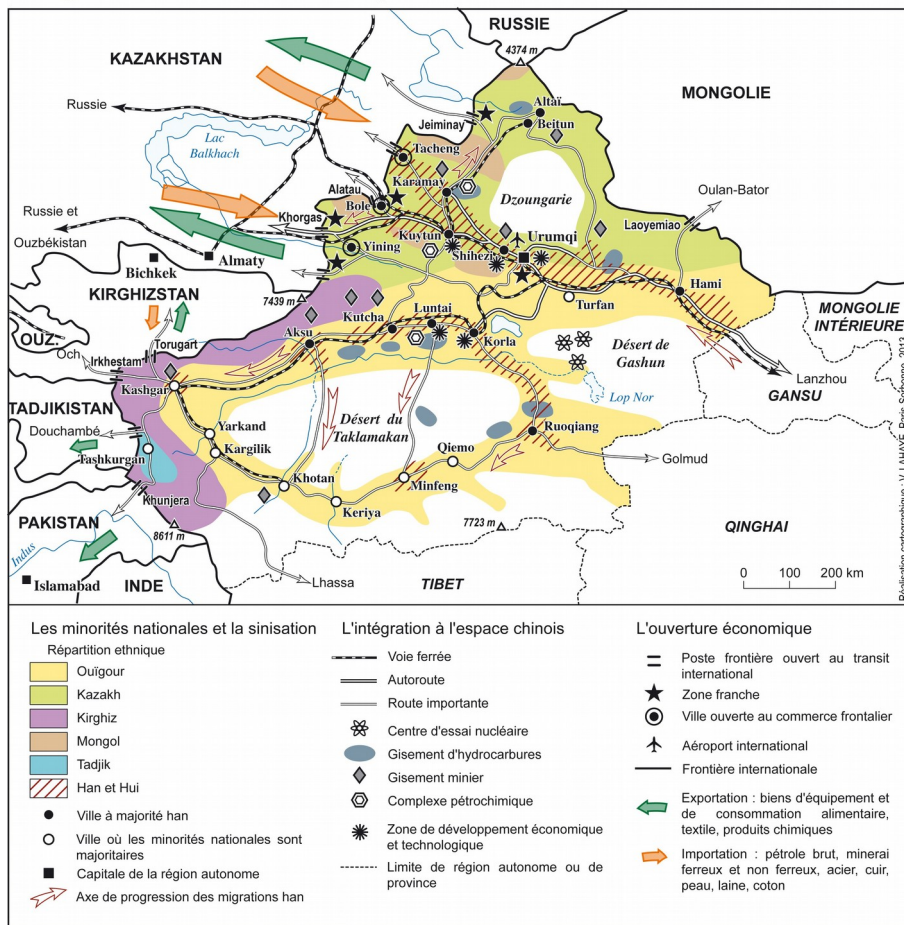 RUSSIE
4374 m
KAZAKHSTAN
MONGOLIE
Russie
Altaï
Beitun
Jeiminay
Lac
Balkhach
Tacheng
Karamay
Dzoungarie
Oulan-Bator
Alatau
Bole
Laoyemiao
Khorgas
Russie et
Ouzbékistan
Kuytun
Urumqi
Shihezi
Yining
Almaty
Bichkek
Hami
KIRGHIZSTAN
7439 m
Turfan
MONGOLIE
INTÉRIEURE
Luntai
Kutcha
OUZ.
Aksu
Korla
Désert de
Gashun
Torugart
Och
Irkhestam
Lanzhou
Kashgar
GANSU
Lop Nor
TADJIKISTAN
Désert du
Taklamakan
Ruoqiang
Douchambé
Yarkand
Kargilik
Qiemo
Golmud
Tashkurgan
Khotan
Minfeng
Khunjera
Keriya
PAKISTAN
7723 m
QINGHAI
8611 m
Indus
Lhassa
TIBET
Islamabad
INDE
0 100 200 km
Réalisation cartographique : V. LAHAYE, Paris Sorbonne, 2013
Les minorités nationales et la sinisation
Répartition ethnique
Ouïgour
Kazakh
Kirghiz
Mongol
Tadjik
Han et Hui
Ville à majorité han
Ville où les minorités nationales sont
majoritaires
Capitale de la région autonome
Axe de progression des migrations han
L'intégration à l'espace chinois
Voie ferrée
Autoroute
Route importante
Centre d'essai nucléaire
Gisement d'hydrocarbures
Gisement minier
Complexe pétrochimique
Zone de développement économique
et technologique
Limite de région autonome ou de
province
L'ouverture économique
Poste frontière ouvert au transit
international
Zone franche
Ville ouverte au commerce frontalier
Aéroport international
Frontière internationale
Exportation : biens d'équipement et
de consommation alimentaire,
textile, produits chimiques
Importation : pétrole brut, minerai
ferreux et non ferreux, acier, cuir,
peau, laine, coton